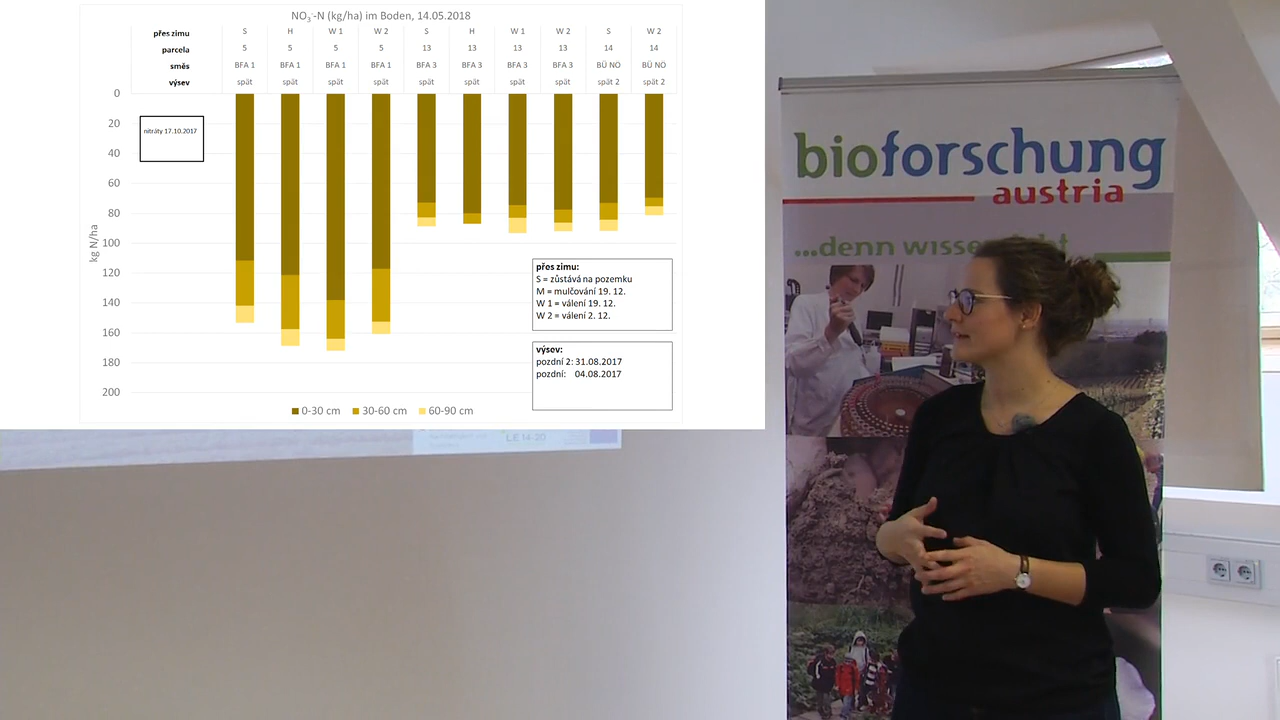 NO3--N (kg/ha) im Boden, 14.05.2018
přes zimu S H W 1 W 2 S H W 1 W 2 S W 2
parcela 5 5 5 5 13 13 13 13 14 14
směs BFA 1 BFA 1 BFA 1 BFA 1 BFA 3 BFA 3 BFA 3 BFA 3 BÜ NO BÜ NO
výsev spät spät spät spät spät spät spät spät spät 2 spät 2
0
20
40
60
80
100
120
140
160
180
200
kg N/ha
nitráty 17.10.2017
přes zimu:
S = zůstává na pozemku
M = mulčování 19. 12.
W 1 = válení 19. 12.
W 2 = válení 2. 12.
výsev:
pozdní 2: 31.08.2017
pozdní: 04.08.2017
0-30 cm 30-60 cm 60-90 cm
LE 14-20
bioforschung
austria
...denn wissen